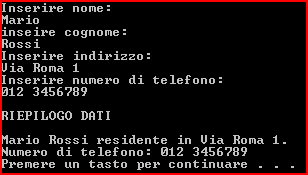 Inserire nome:
Mario
inseire cognome:
Rossi
Inserire indirizzo:
Via Roma 1
Inserire numero di telefono:
012 3456789
RIEPILOGO DATI
Mario Rossi residente in Via Roma 1.
Numero di telefono: 012 3456789
Premere un tasto per continuare . . .